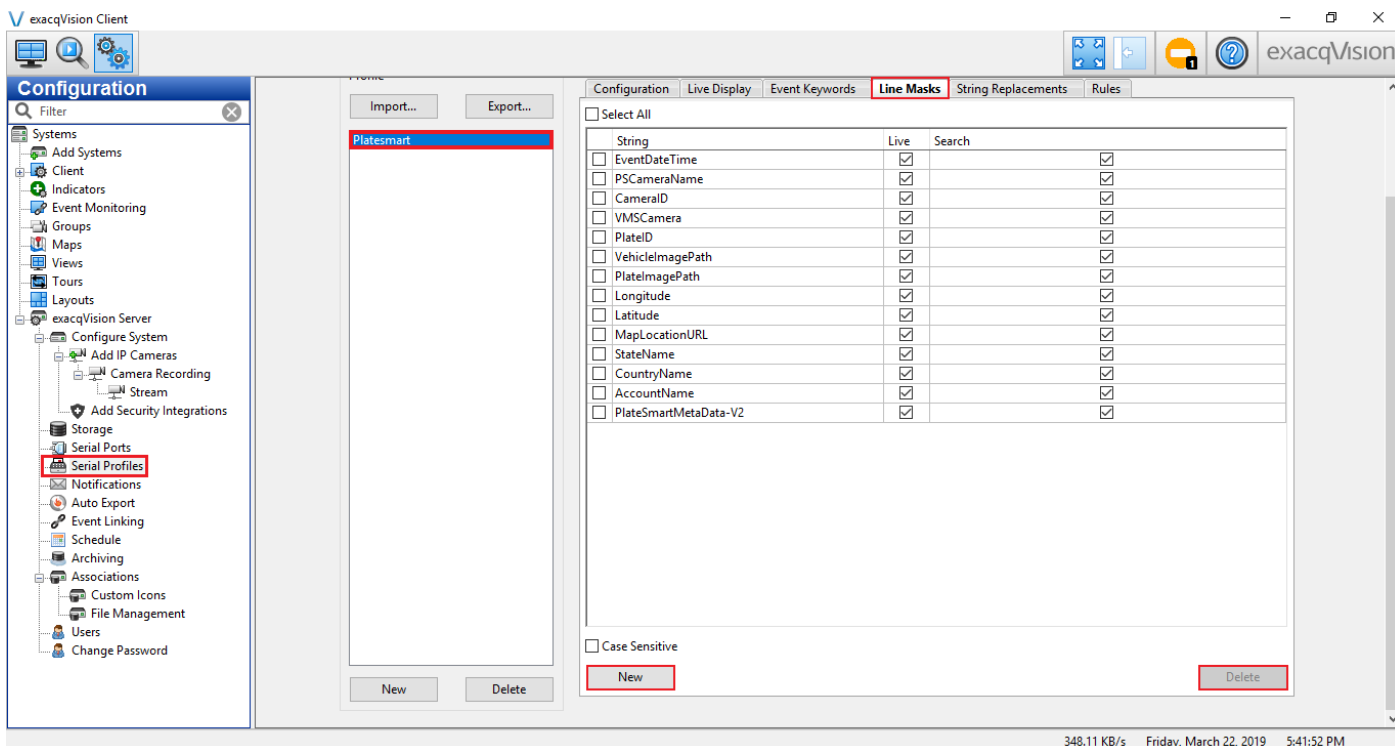 exacqVision Client
1
?
exacqVision
Configuration
Filter
Systems
Add Systems
Client
Indicators
Event Monitoring
Groups
Maps
Views
Tours
Layouts
exacqVision Server
Configure System
Add IP Cameras
Camera Recording
Stream
Add Security Integrations
Storage
Serial Ports
Serial Profiles
Notifications
Auto Export
Event Linking
Schedule
Archiving
Associations
Custom Icons
File Management
Users
Change Password
Profile
Import... Export...
Platesmart
New Delete
Configuration Live Display Event Keywords Line Masks String Replacements Rules
Select All
String Live Search
EventDateTime
PSCameraName
CameraID
VMSCamera
PlateID
VehicleImagePath
PlateImagePath
Longitude
Latitude
MapLocationURL
StateName
CountryName
AccountName
PlateSmartMetaData-V2
Case Sensitive
New Delete
348.11 KB/s Friday, March 22, 2019 5:41:52 PM